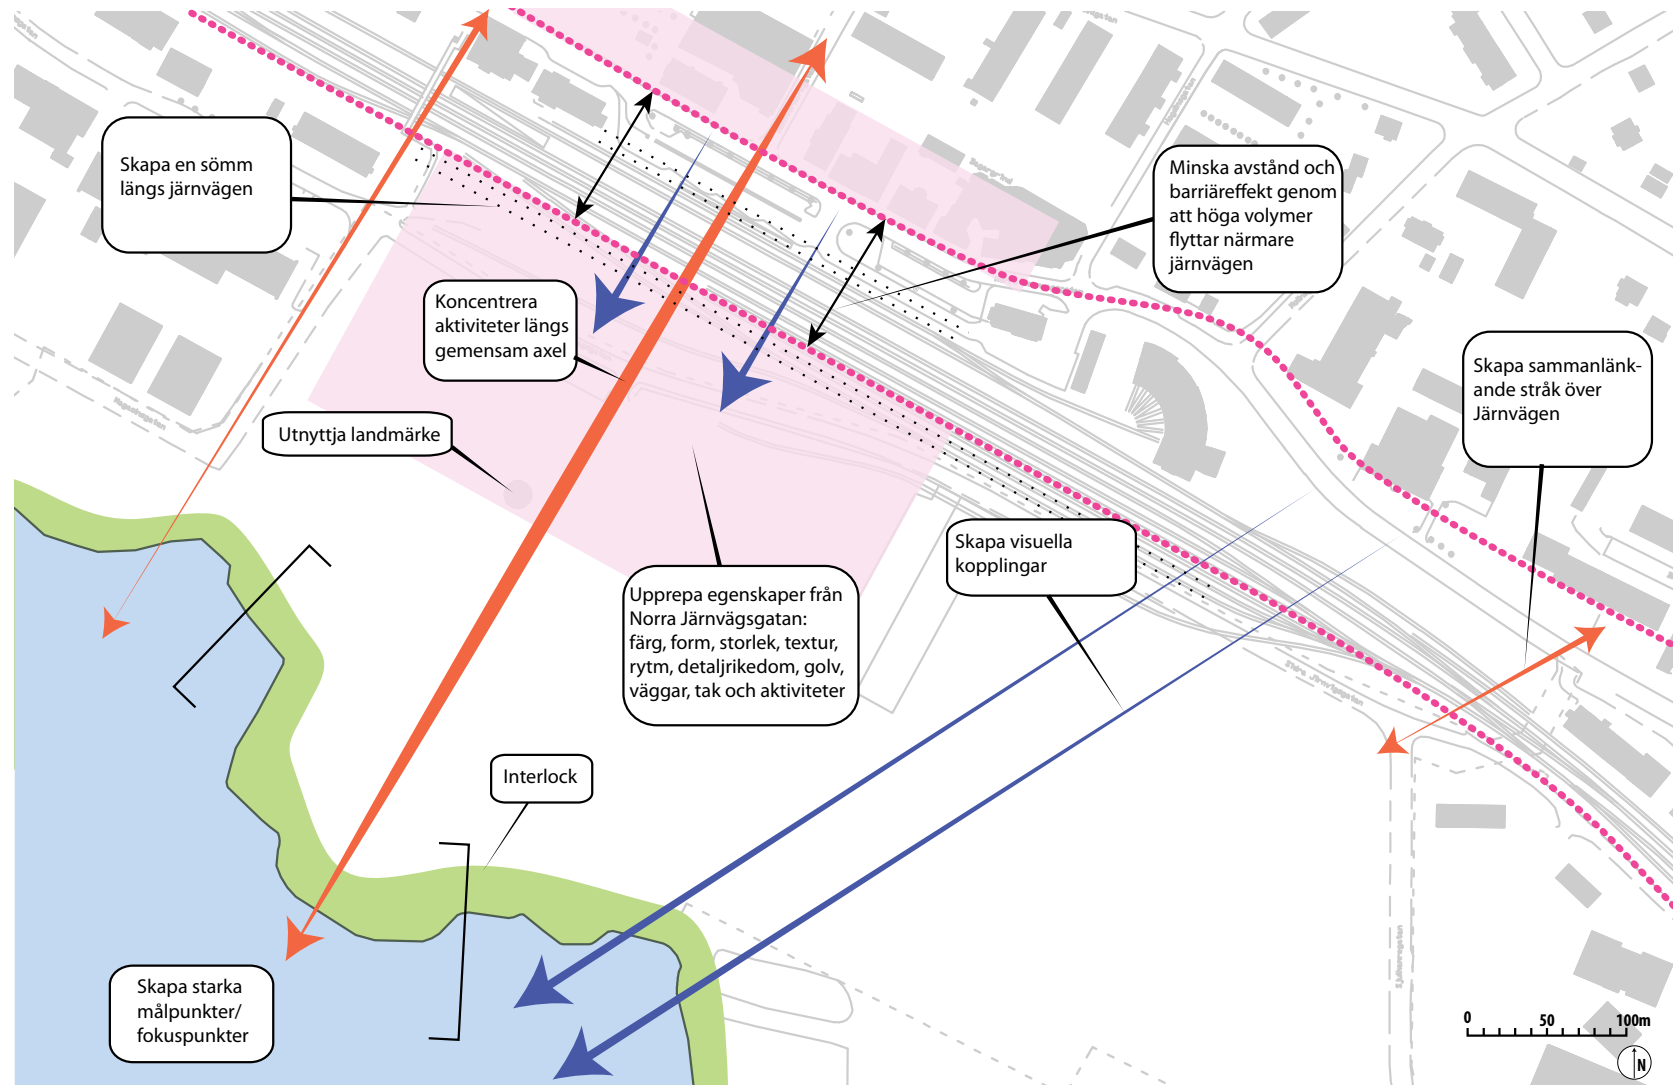 Skapa en sömm
längs järnvägen
Minska avstånd och
barriäreffekt genom
att höga volymer
flyttar närmare
järnvägen
Koncentrera
aktiviteter längs
gemensam axel
Skapa sammanlänk-
ande stråk över
Järnvägen
Utnyttja landmärke
Skapa visuella
kopplingar
Upprepa egenskaper från
Norra Järnvägsgatan:
färg, form, storlek, textur,
rytm, detaljrikedom, golv,
väggar, tak och aktiviteter
Interlock
Skapa starka
målpunkter/
fokuspunkter
0 50 100m
N